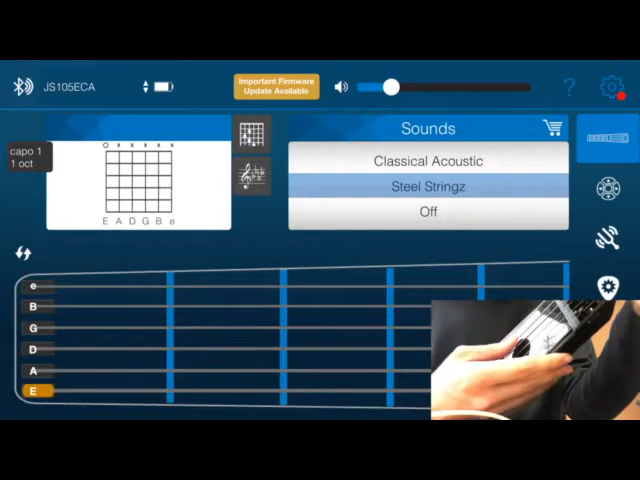 JS105ECA
Important Firmware
Update Available
?
capo 1
1 oct
O x x x x x
E A D G B e
Sounds
Classical Acoustic
Steel Stringz
Off
e
B
G
D
A
E